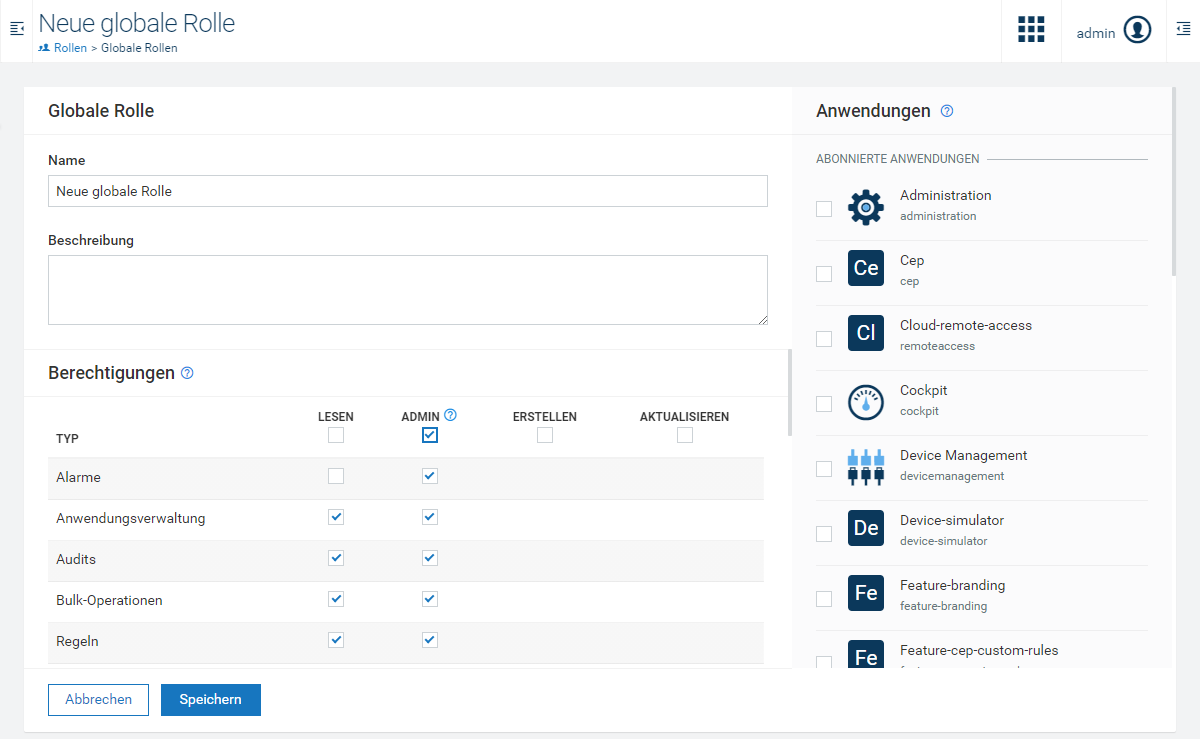 Neue globale Rolle
Rollen > Globale Rollen
admin
Globale Rolle
Name
Neue globale Rolle
Beschreibung
Berechtigungen
TYP LESEN ADMIN ERSTELLEN AKTUALISIEREN
Alarme
Anwendungsverwaltung
Audits
Bulk-Operationen
Regeln
Abbrechen Speichern
Anwendungen
ABONNIERTE ANWENDUNGEN
Administration
administration
Ce
Cep
cep
Cl
Cloud-remote-access
remoteaccess
Cockpit
cockpit
Device Management
devicemanagement
De
Device-simulator
device-simulator
Fe
Feature-branding
feature-branding
Fe
Feature-cep-custom-rules